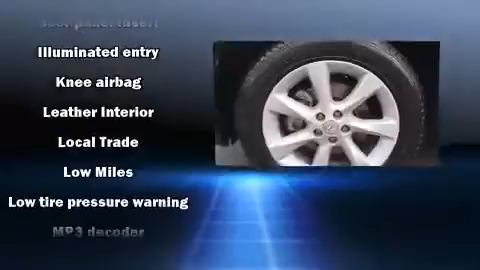 Illuminated entry
Knee airbag
Leather Interior
Local Trade
Low Miles
Low tire pressure warning
MP3 decoder